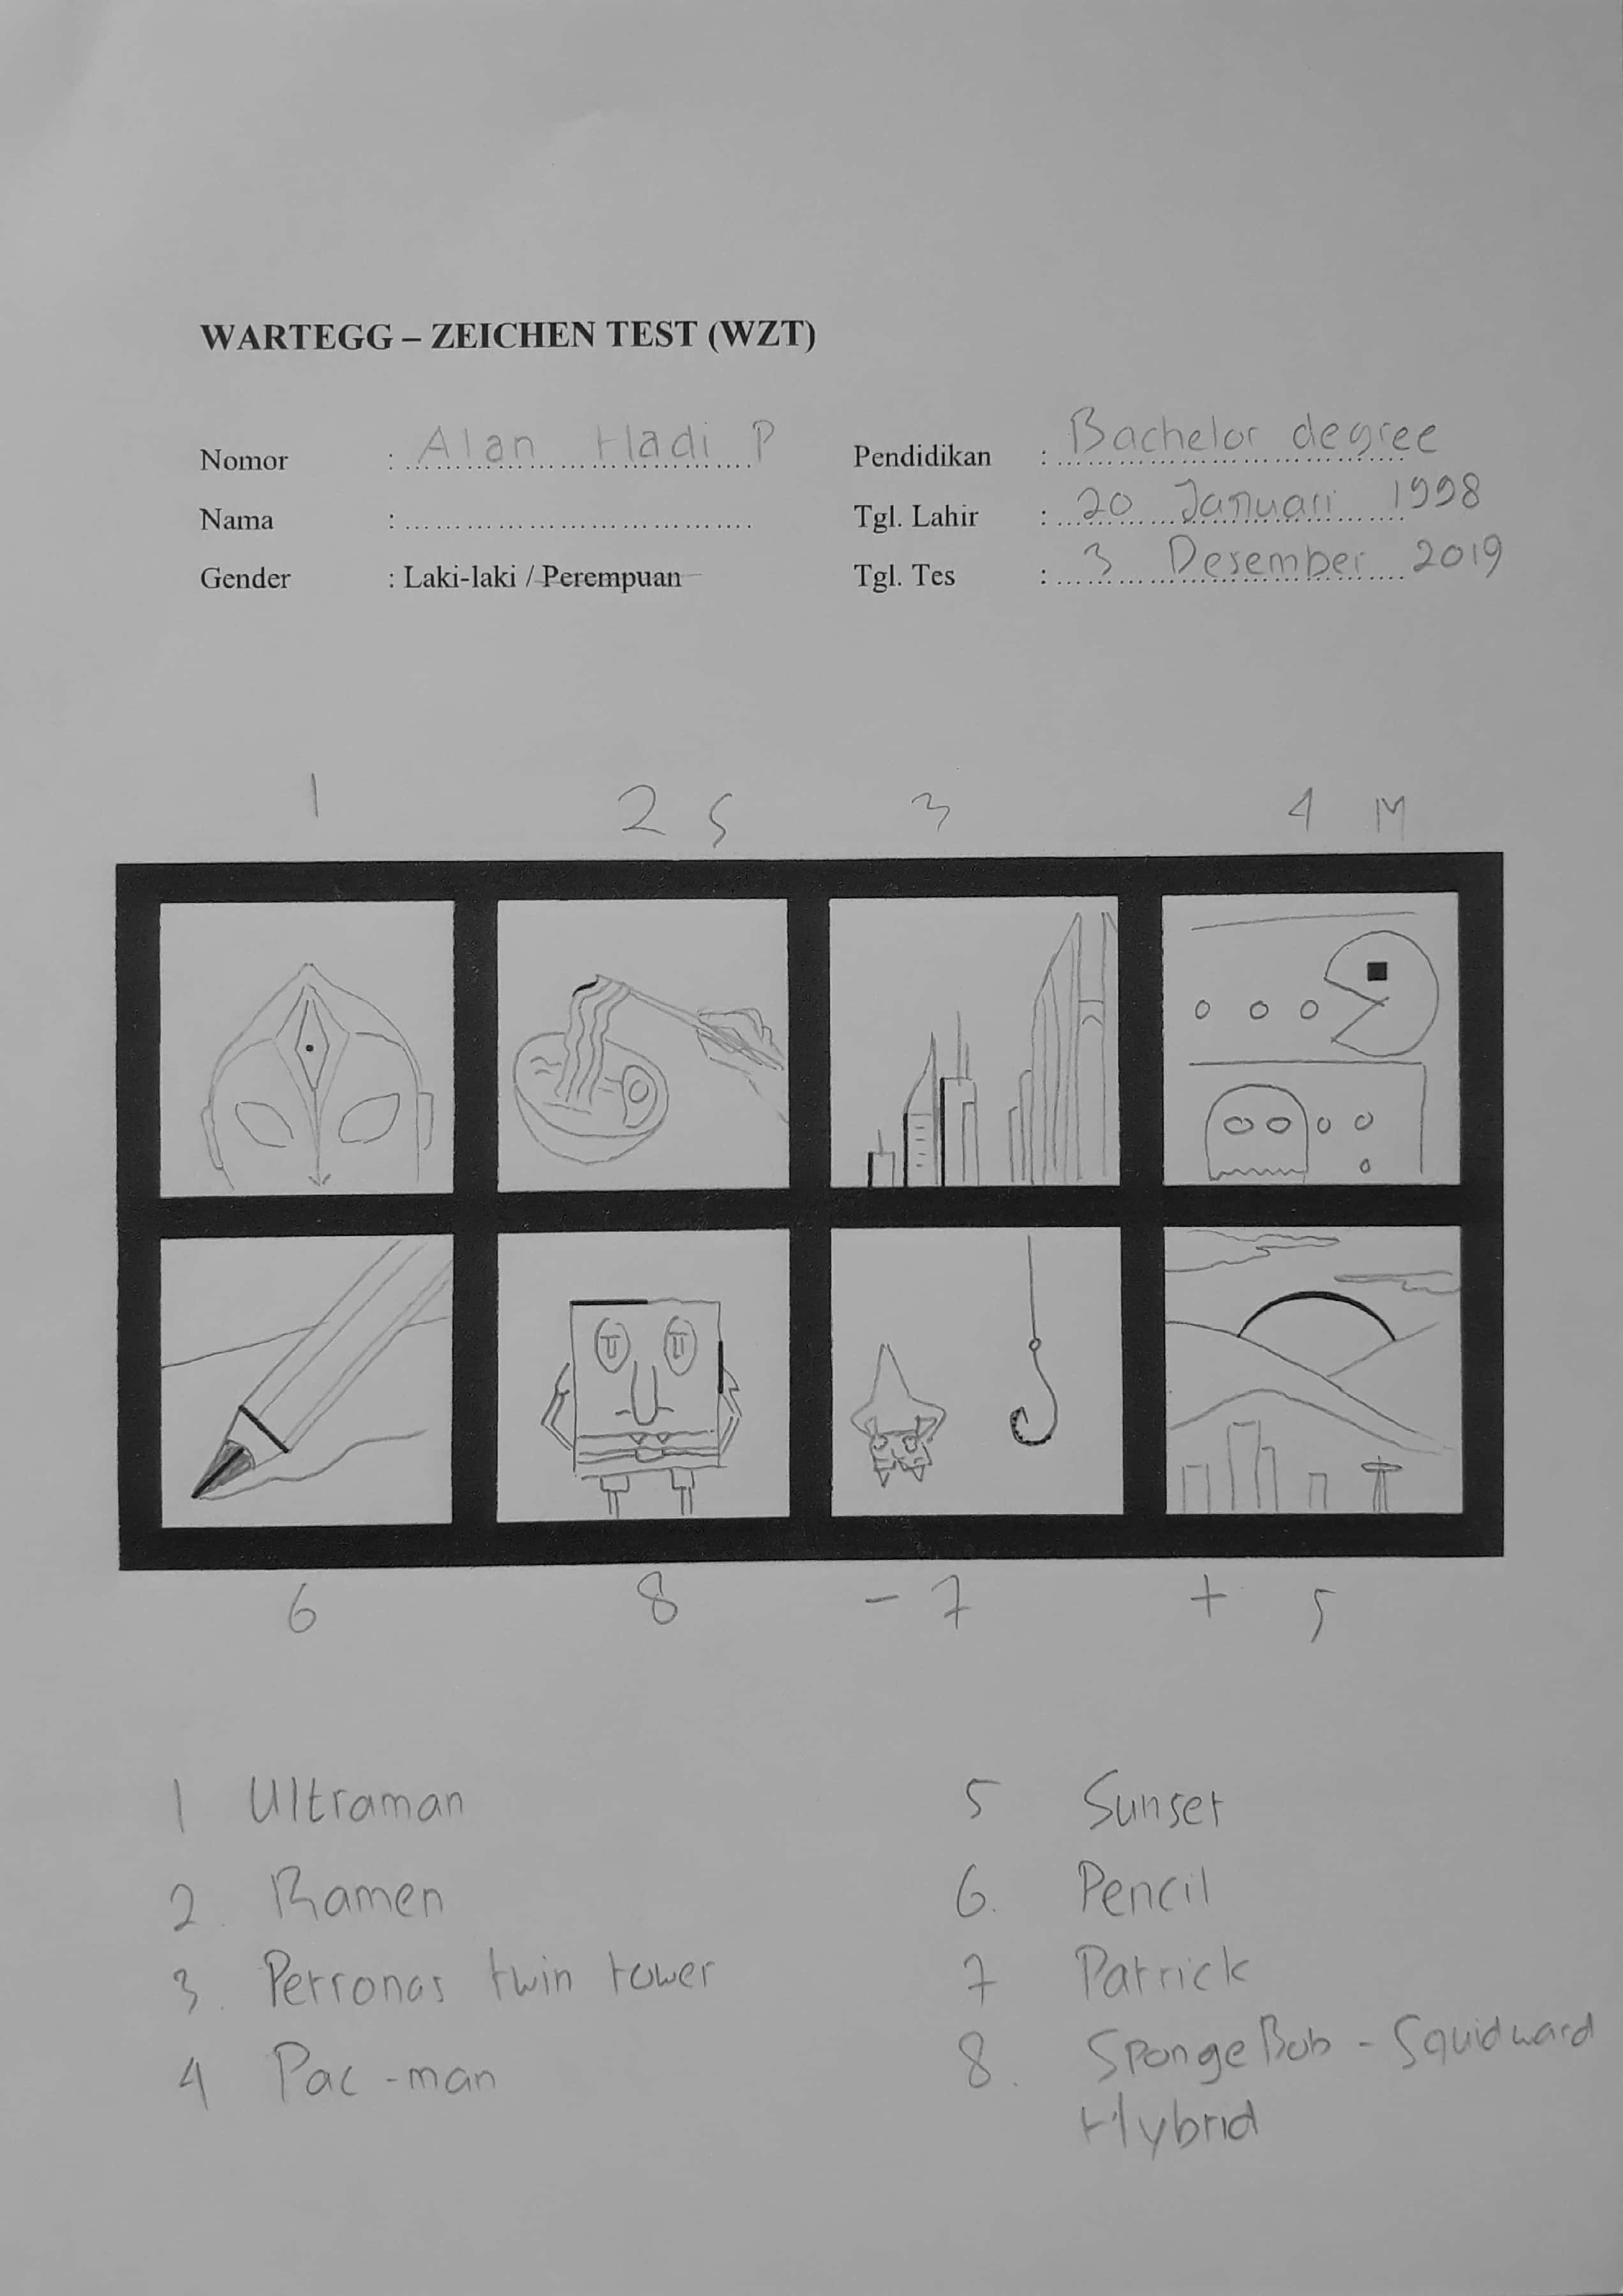 WARTEGG – ZEICHEN TEST (WZT)
Nomor : Alan Hadi P
Nama :
Gender : Laki-laki / Perempuan
Pendidikan : Bachelor degree
Tgl. Lahir : 20 Januari 1998
Tgl. Tes : 3 Desember 2019
1 2 S 3 4 M
6 8 - 7 + 5
1 Ultraman
2. Ramen
3. Petronas twin tower
4 Pac-man
5 Sunset
6. Pencil
7 Patrick
8. SpongeBob - Squidward
Hybrid